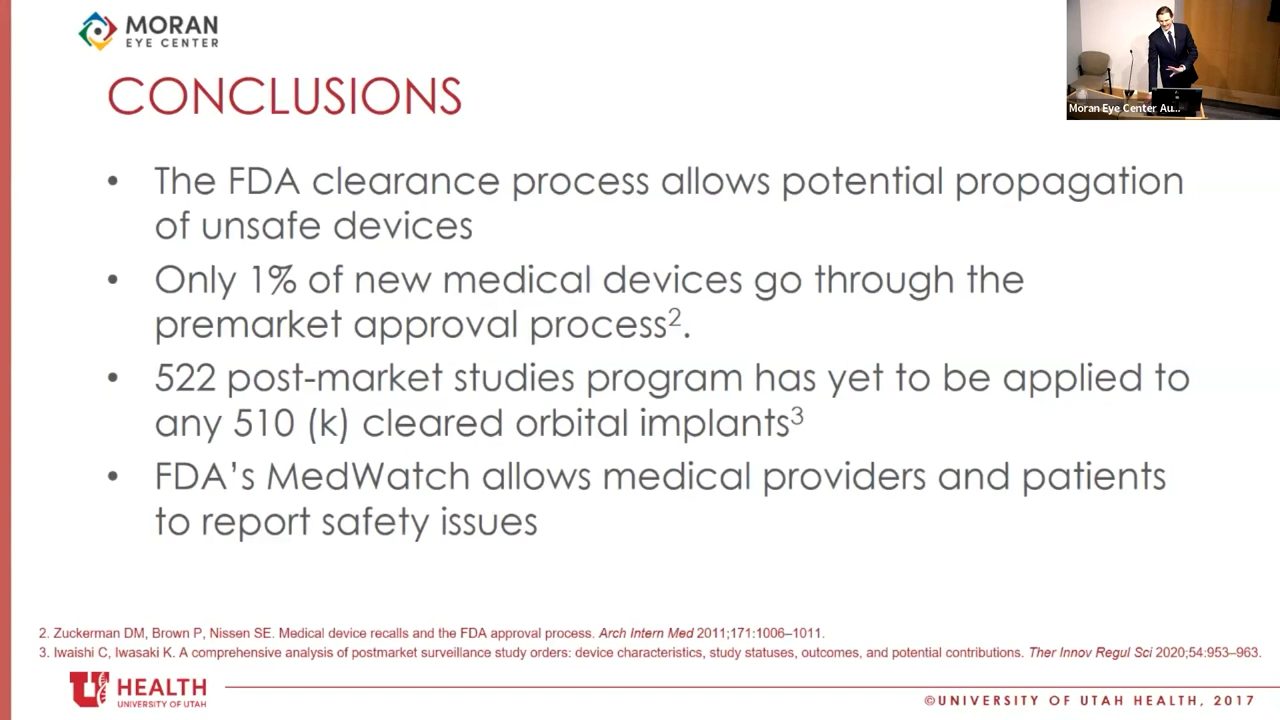 MORAN
EYE CENTER
Moran Eye Center Au...
CONCLUSIONS
• The FDA clearance process allows potential propagation
of unsafe devices
• Only 1% of new medical devices go through the
premarket approval process².
• 522 post-market studies program has yet to be applied to
any 510 (k) cleared orbital implants³
• FDA’s MedWatch allows medical providers and patients
to report safety issues
2. Zuckerman DM, Brown P, Nissen SE. Medical device recalls and the FDA approval process. Arch Intern Med 2011;171:1006–1011.
3. Iwaishi C, Iwasaki K. A comprehensive analysis of postmarket surveillance study orders: device characteristics, study statuses, outcomes, and potential contributions. Ther Innov Regul Sci 2020;54:953–963.
U HEALTH
UNIVERSITY OF UTAH
©UNIVERSITY OF UTAH HEALTH, 2017